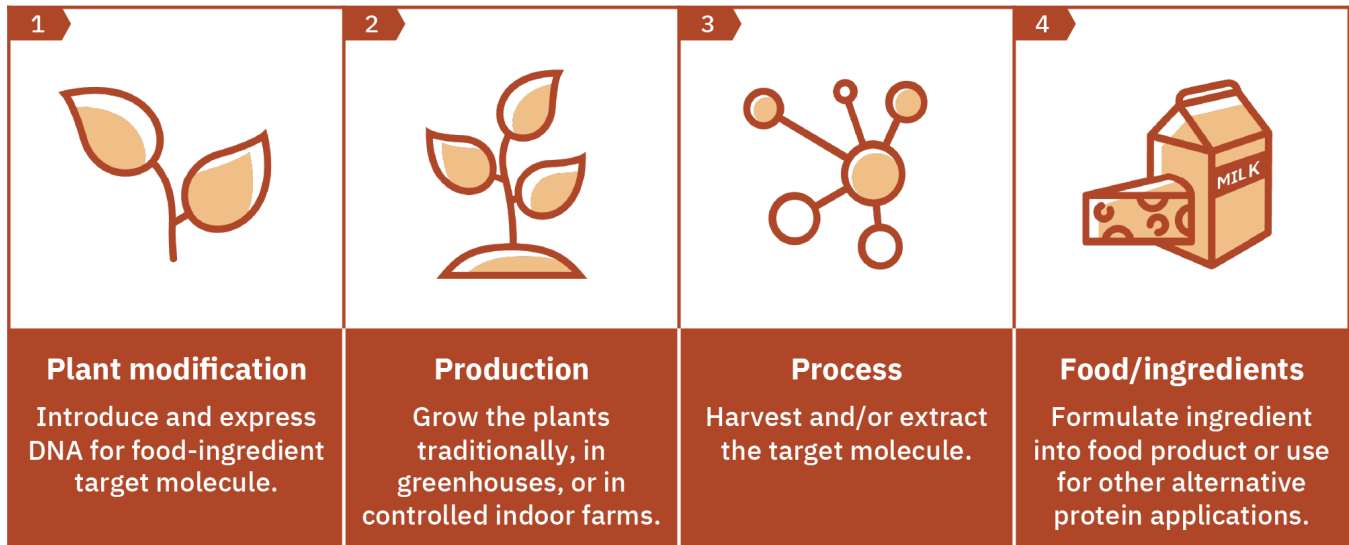 1
Plant modification
Introduce and express
DNA for food-ingredient
target molecule.
2
Production
Grow the plants
traditionally, in
greenhouses, or in
controlled indoor farms.
3
Process
Harvest and/or extract
the target molecule.
4
MILK
Food/ingredients
Formulate ingredient
into food product or use
for other alternative
protein applications.